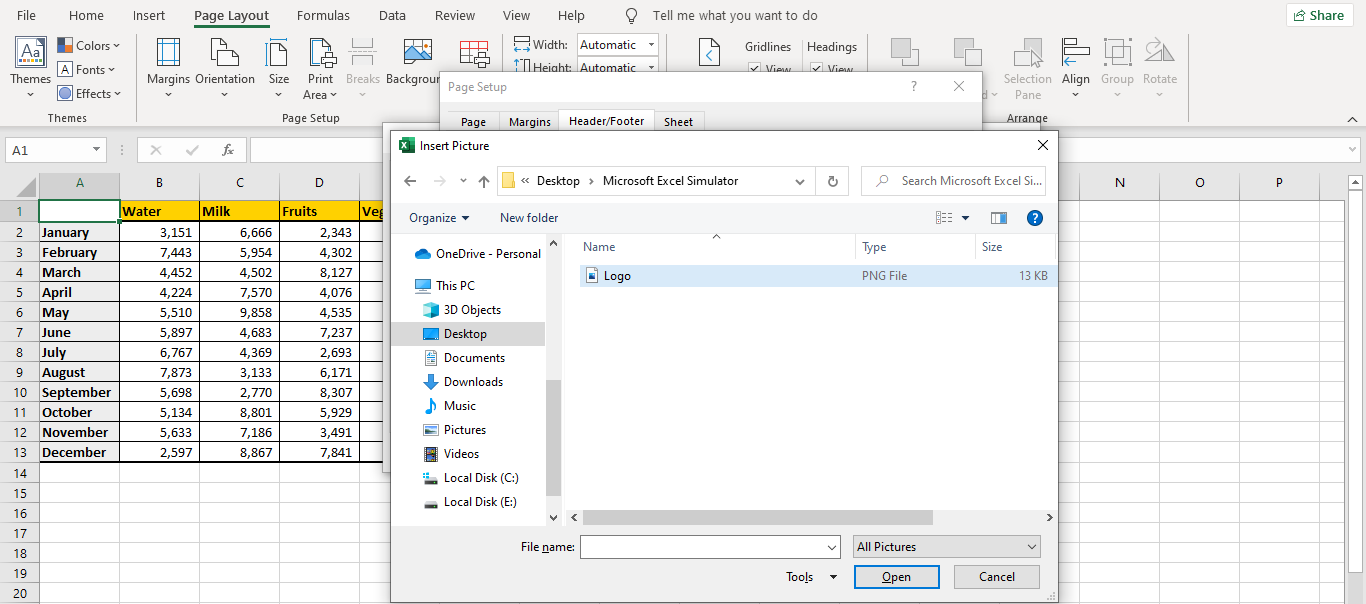 File Home Insert Page Layout Formulas Data Review View Help Tell me what you want to do Share
Themes Colors Fonts Effects
Themes
Margins Orientation Size Print Area Breaks
Page Setup
Width: Automatic
Height: Automatic
Gridlines View
Headings View
Selection Pane Align Group Rotate
Arrange
Page Setup ?
Page Margins Header/Footer Sheet
A1 fx
A B C D N O P
1 Water Milk Fruits
2 January 3,151 6,666 2,343
3 February 7,443 5,954 4,302
4 March 4,452 4,502 8,127
5 April 4,224 7,570 4,076
6 May 5,510 9,858 4,535
7 June 5,897 4,683 7,237
8 July 6,767 4,369 2,693
9 August 7,873 3,133 6,171
10 September 5,698 2,770 8,307
11 October 5,134 8,801 5,929
12 November 5,633 7,186 3,491
13 December 2,597 8,867 7,841
14
15
16
17
18
19
20
Insert Picture
« Desktop › Microsoft Excel Simulator
Search Microsoft Excel Si...
Organize New folder ?
OneDrive - Personal
This PC
3D Objects
Desktop
Documents
Downloads
Music
Pictures
Videos
Local Disk (C:)
Local Disk (E:)
Name Type Size
Logo PNG File 13 KB
File name: All Pictures
Tools Open Cancel